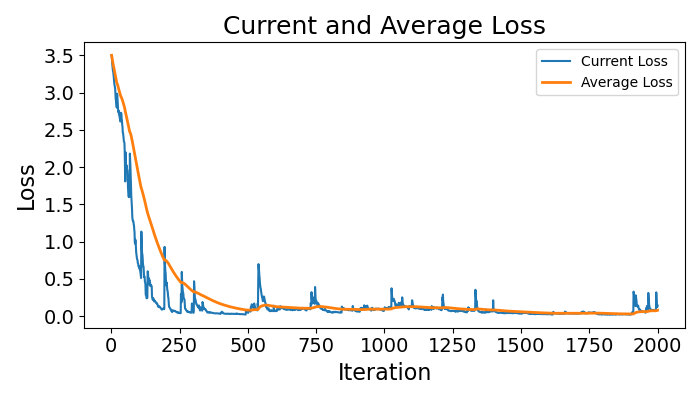 Current and Average Loss
Current Loss
Average Loss
Loss
3.5
3.0
2.5
2.0
1.5
1.0
0.5
0.0
0 250 500 750 1000 1250 1500 1750 2000
Iteration